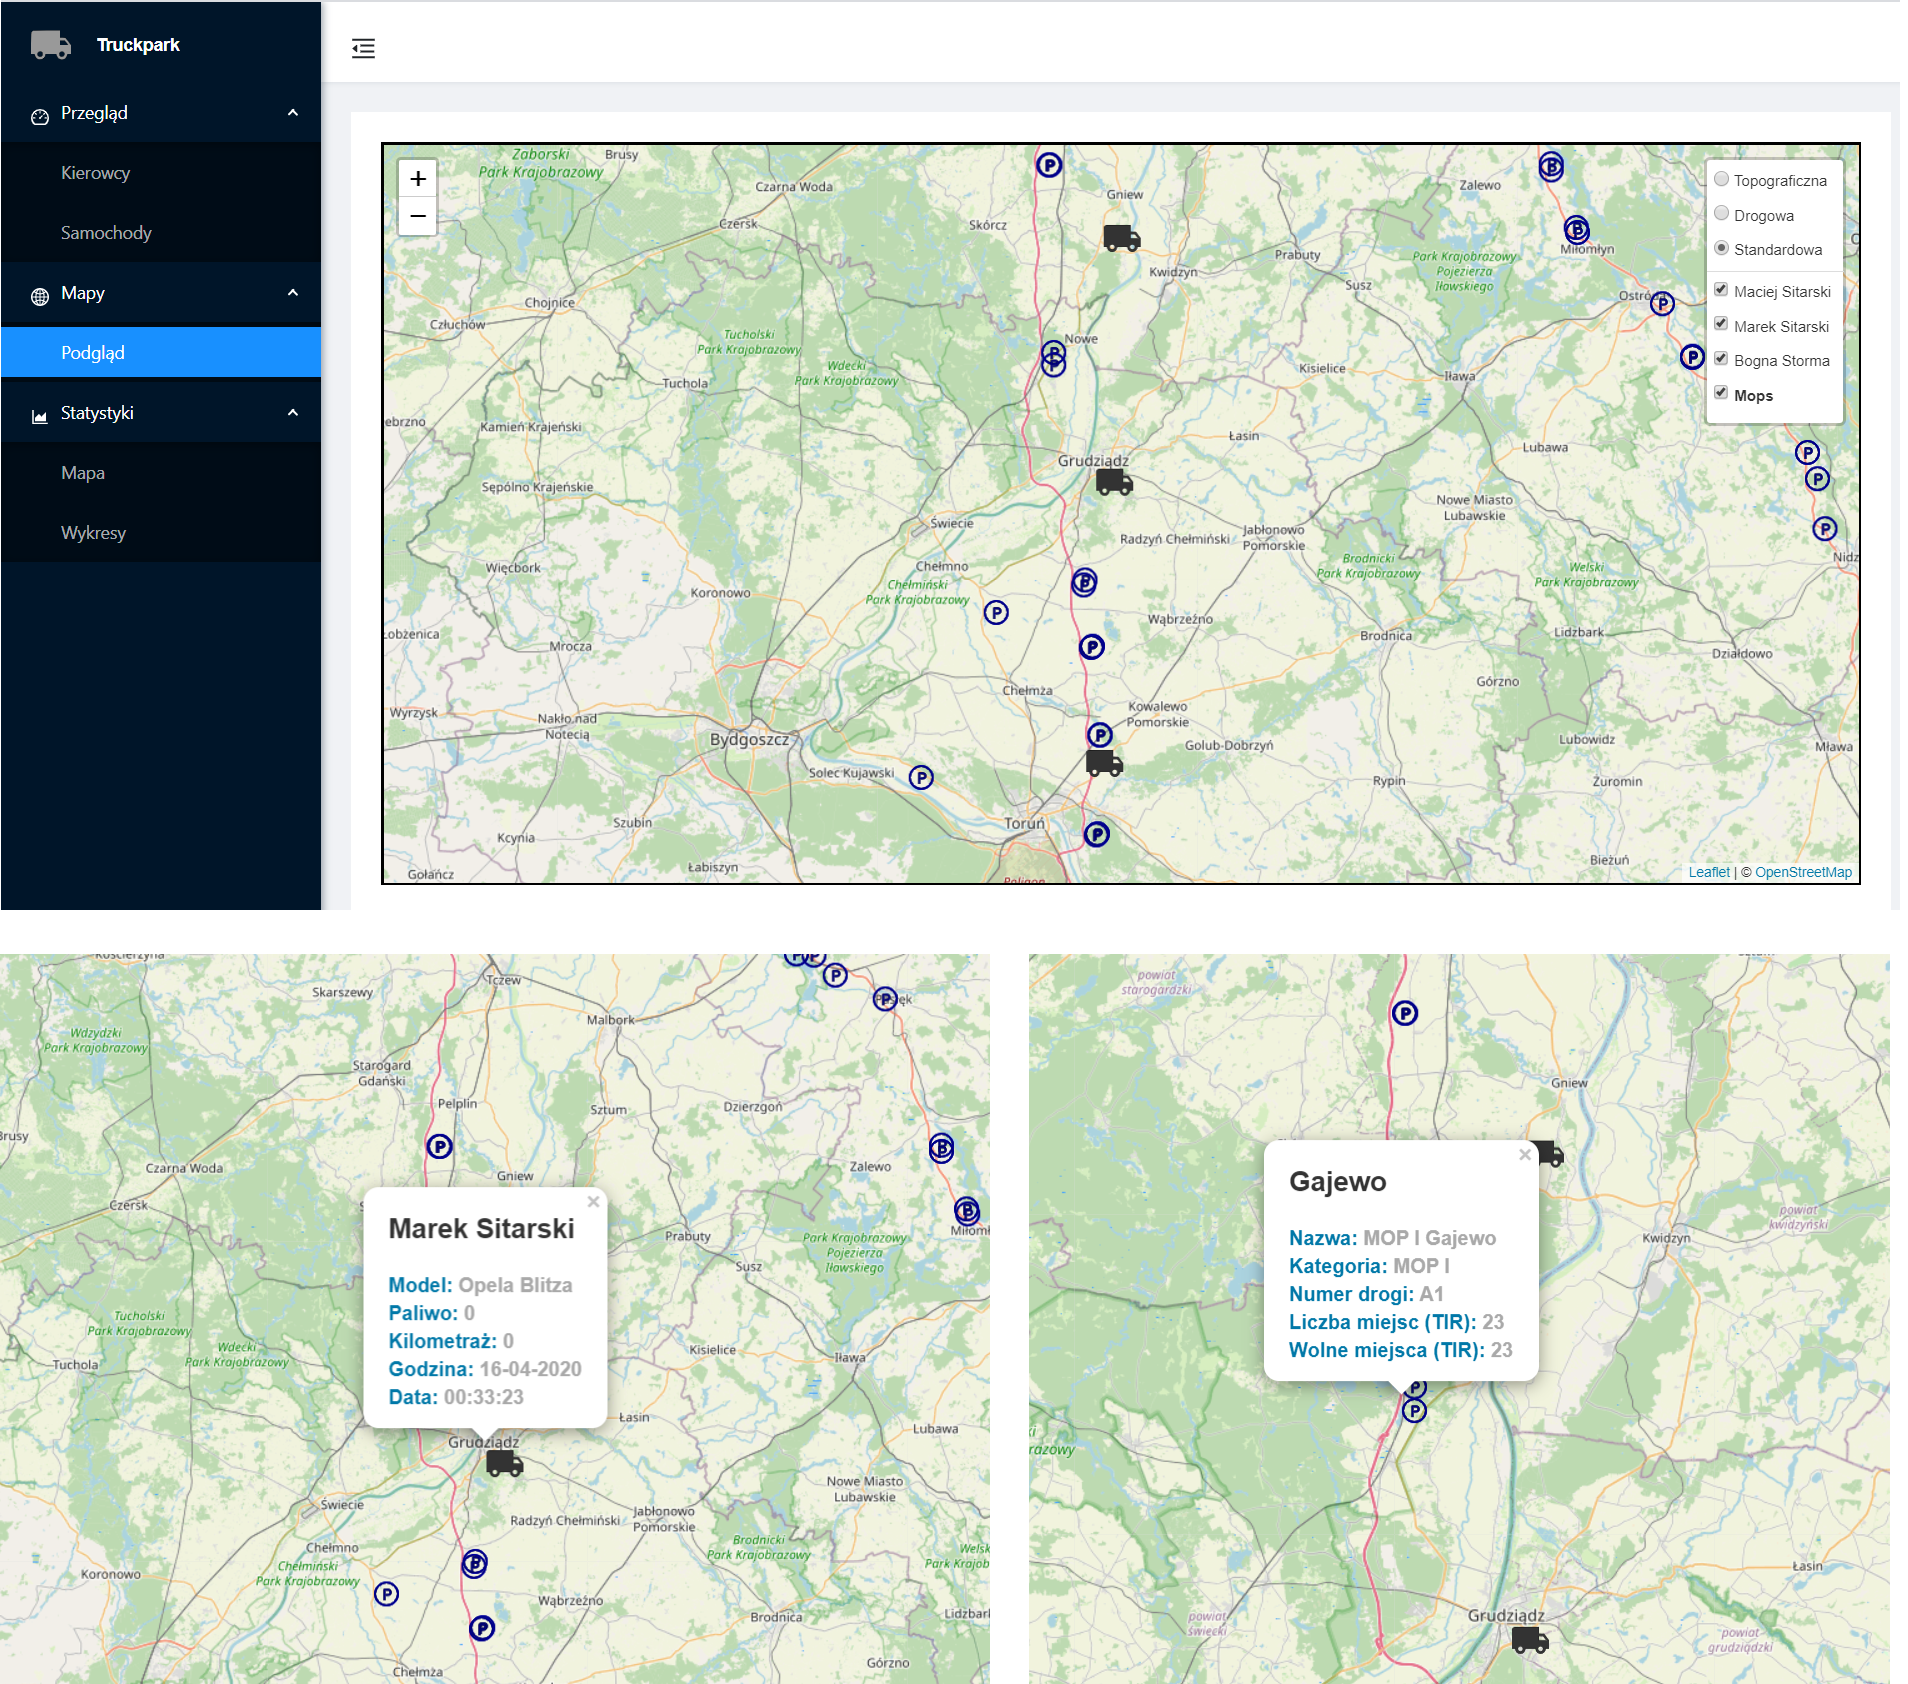 Truckpark
Przegląd
Kierowcy
Samochody
Mapy
Podgląd
Statystyki
Mapa
Wykresy
+
−
Topograficzna
Drogowa
Standardowa
Maciej Sitarski
Marek Sitarski
Bogna Storma
Mops
Zaborski
Park Krajobrazowy
Brusy
Czarna Woda
Czersk
Skórcz
Gniew
Zalewo
Miłomłyn
Kwidzyn
Prabuty
Susz
Park Krajobrazowy
Pojezierza
Iławskiego
Chojnice
Człuchów
Tucholski
Park Krajobrazowy
Nowe
Wdecki
Park Krajobrazowy
Tuchola
Kisielice
Iława
Kamień Krajeński
Łasin
Lubawa
Grudziądz
Sępólno Krajeńskie
Nowe Miasto
Lubawskie
Świecie
Radzyń Chełmiński
Jabłonowo
Pomorskie
Więcbork
Chełmno
Brodnicki
Park Krajobrazowy
Welski
Park Krajobrazowy
Nidz
Chełmiński
Park Krajobrazowy
Koronowo
Wąbrzeźno
Brodnica
Lidzbark
Mrocza
Działdowo
Górzno
Chełmża
Wyrzysk
Nakło nad
Notecią
Kowalewo
Pomorskie
Bydgoszcz
Golub-Dobrzyń
Lubowidz
Mława
Solec Kujawski
Rypin
Żuromin
Toruń
Szubin
Kcynia
Łabiszyn
Gołańcz
Bieżuń
Leaflet | © OpenStreetMap
Kościerzyna
Tczew
Skarszewy
Malbork
Wdzydzki
Park Krajobrazowy
Starogard
Gdański
Pelplin
Sztum
Dzierzgoń
Brusy
Czarna Woda
Zalewo
Gniew
Czersk
Miłomł
Prabuty
Park Krajobrazowy
Pojezierza
Iławskiego
Susz
Marek Sitarski
Model: Opela Blitza
Paliwo: 0
Kilometraż: 0
Godzina: 16-04-2020
Data: 00:33:23
×
Tucholski
Park Krajobrazowy
Wdecki
Park Krajobrazowy
Tuchola
Kisielice
Iława
Łasin
Lubawa
Grudziądz
Nowe Miasto
Lubawskie
Świecie
Radzyń Chełmiński
Jabłonowo
Pomorskie
Chełmno
Brodnicki
Park Krajobrazowy
Welsk
Park Krajob
Chełmiński
Park Krajobrazowy
Koronowo
Wąbrzeźno
Brodnica
Lidzbark
Górzno
Chełmża
powiat
starogardzki
Gniew
×
Gajewo
Nazwa: MOP I Gajewo
Kategoria: MOP I
Numer drogi: A1
Liczba miejsc (TIR): 23
Wolne miejsca (TIR): 23
powiat
kwidzyński
Kwidzyn
Łasin
Grudziądz
powiat
świecki
powiat
grudziądzki